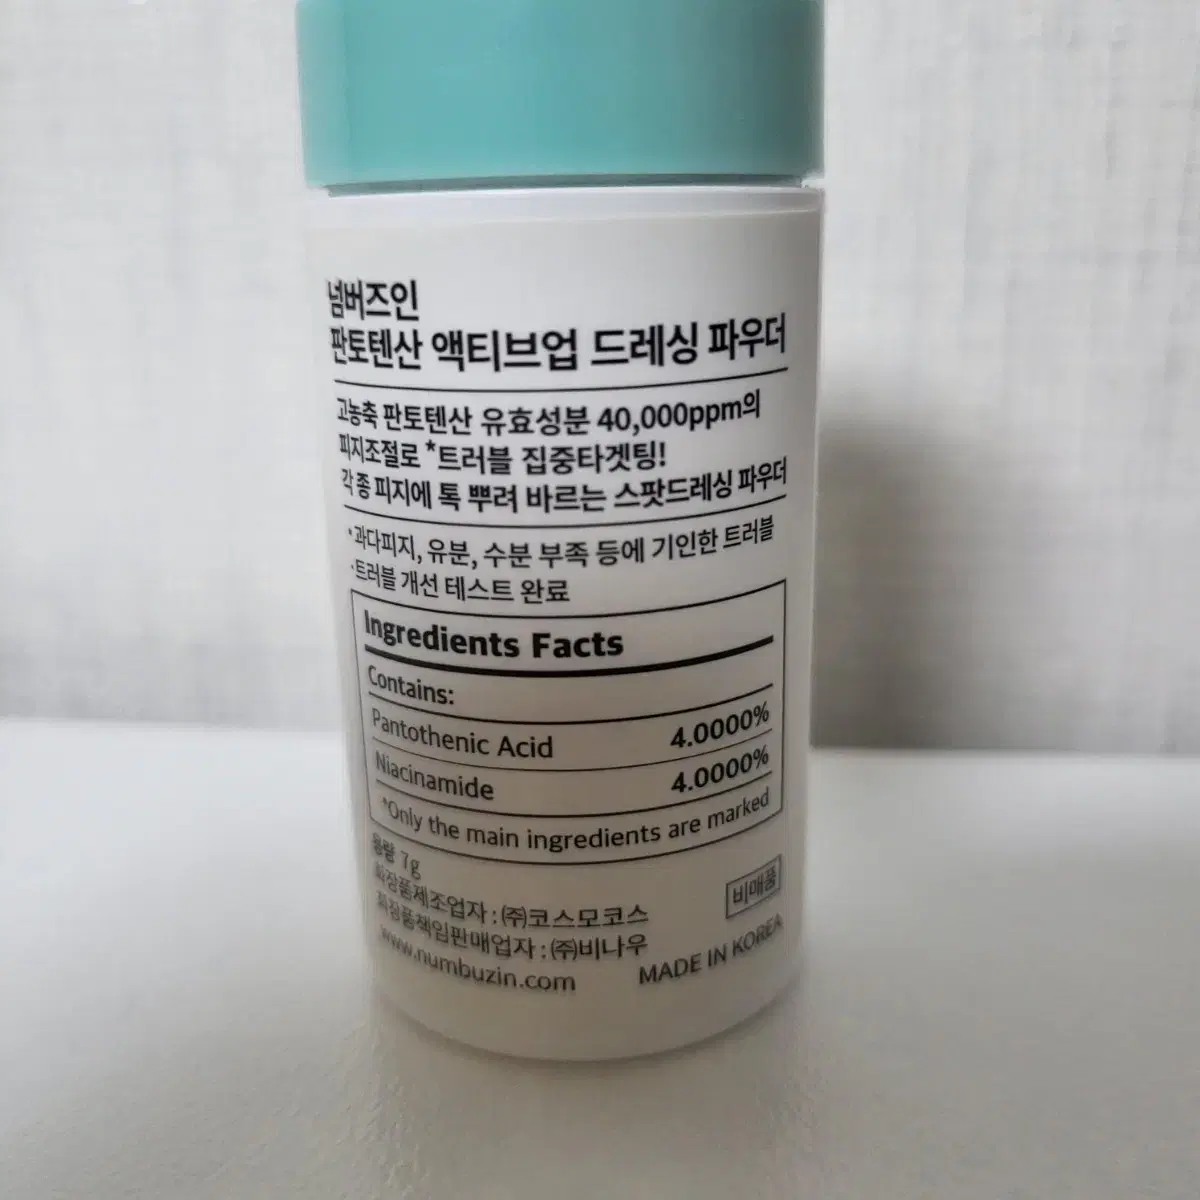 넘버즈인
판토텐산 액티브업 드레싱 파우더
고농축 판토텐산 유효성분 40,000ppm의
피지조절로 *트러블 집중타겟팅!
각종 피지에 톡 뿌려 바르는 스팟드레싱 파우더
·과다피지, 유분, 수분 부족 등에 기인한 트러블
·트러블 개선 테스트 완료
Ingredients Facts
Contains:
Pantothenic Acid 4.0000%
Niacinamide 4.0000%
*Only the main ingredients are marked
용량 7g
화장품제조업자 : ㈜코스모코스
화장품책임판매업자 : ㈜비나우
www.numbuzin.com
비매품
MADE IN KOREA